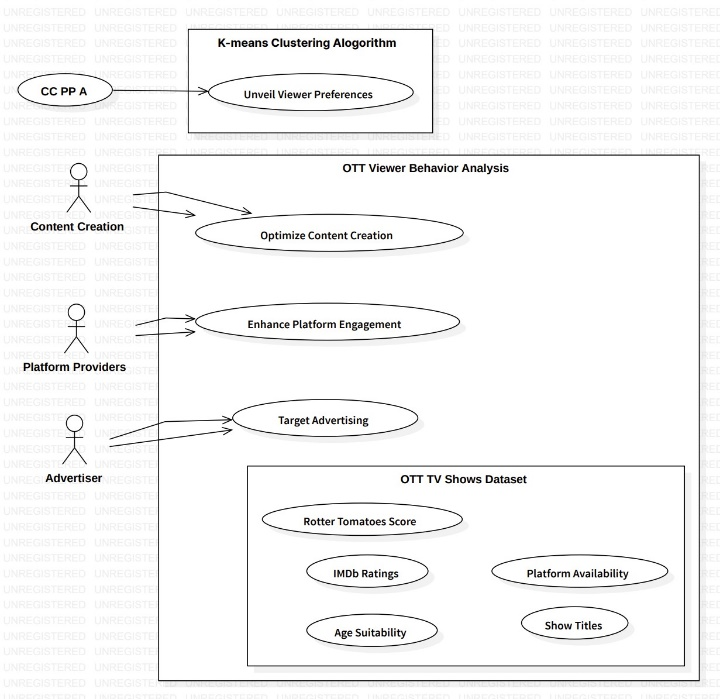 K-means Clustering Alogorithm
CC PP A
Unveil Viewer Preferences
OTT Viewer Behavior Analysis
Content Creation
Optimize Content Creation
Enhance Platform Engagement
Platform Providers
Target Advertising
Advertiser
OTT TV Shows Dataset
Rotter Tomatoes Score
IMDb Ratings
Platform Availability
Age Suitability
Show Titles
UNREGISTERED